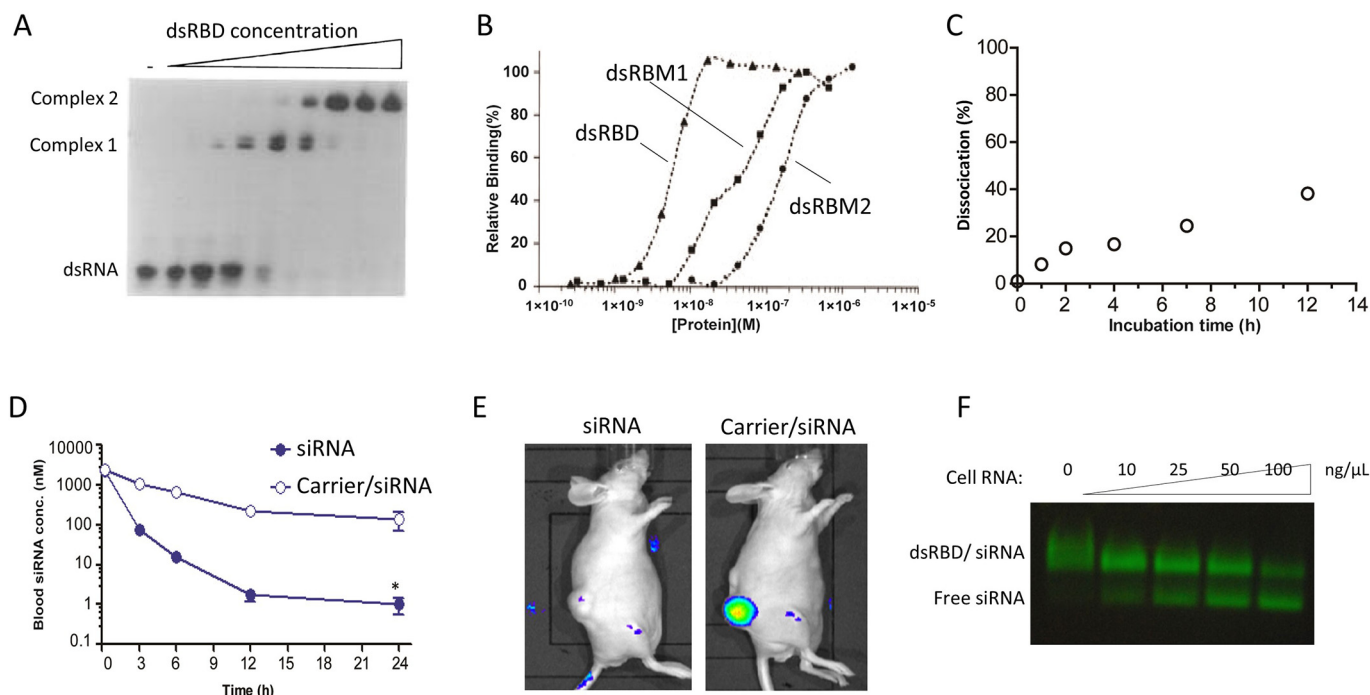 A
dsRBD concentration
-
Complex 2
Complex 1
dsRNA
B
Relative Binding(%)
100
80
60
40
20
0
dsRBM1
dsRBD
dsRBM2
1×10-10
1×10-9
1×10-8
1×10-7
1×10-6
1×10-5
[Protein](M)
C
Dissocication (%)
100
80
60
40
20
0
0 2 4 6 8 10 12 14
Incubation time (h)
D
Blood siRNA conc. (nM)
10000
1000
100
10
1
0.1
siRNA
Carrier/siRNA
*
0 3 6 9 12 15 18 21 24
Time (h)
E
siRNA
Carrier/siRNA
F
Cell RNA: 0 10 25 50 100 ng/μL
dsRBD/ siRNA
Free siRNA